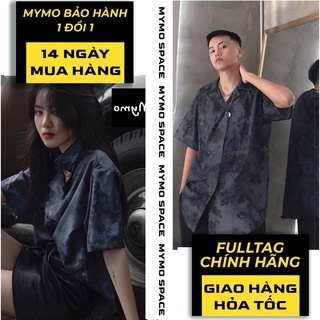 MYMO BẢO HÀNH
1 ĐỔI 1
14 NGÀY
MUA HÀNG
Mymo
MYMO SPACE MYMO SPACE MYMO SPACE MYMO SPACE
FULLTAG
CHÍNH HÃNG
GIAO HÀNG
HỎA TỐC